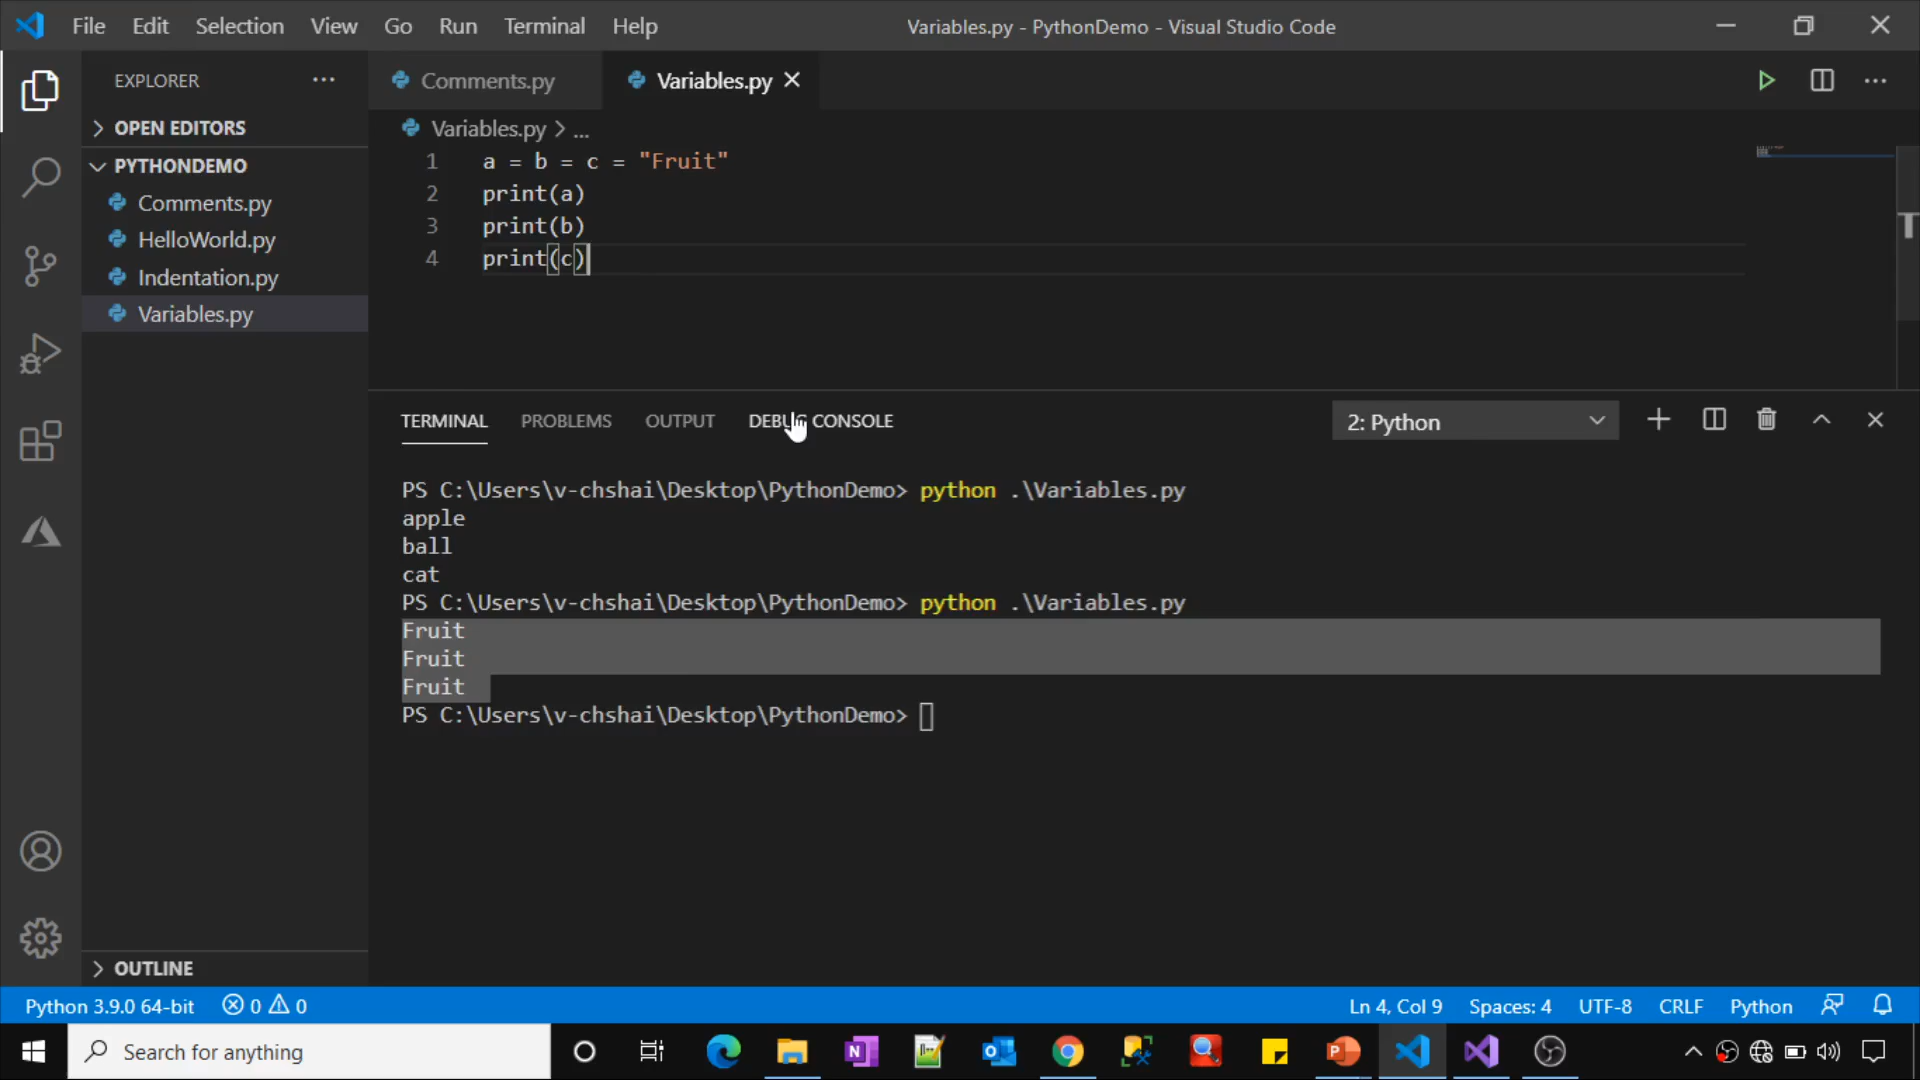 File Edit Selection View Go Run Terminal Help
Variables.py - PythonDemo - Visual Studio Code
EXPLORER
Comments.py
Variables.py
OPEN EDITORS
Variables.py > ...
PYTHONDEMO
Comments.py
HelloWorld.py
Indentation.py
Variables.py
1 a = b = c = "Fruit"
2 print(a)
3 print(b)
4 print(c)
TERMINAL PROBLEMS OUTPUT DEBUG CONSOLE
2: Python
PS C:\Users\v-chshai\Desktop\PythonDemo> python .\Variables.py
apple
ball
cat
PS C:\Users\v-chshai\Desktop\PythonDemo> python .\Variables.py
Fruit
Fruit
Fruit
PS C:\Users\v-chshai\Desktop\PythonDemo>
OUTLINE
Python 3.9.0 64-bit 0 0
Ln 4, Col 9 Spaces: 4 UTF-8 CRLF Python
Search for anything